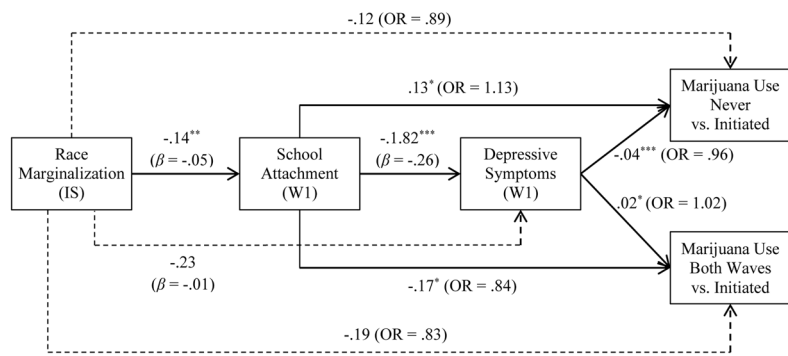 -.12 (OR = .89)
.13* (OR = 1.13)
Marijuana Use
Never
vs. Initiated
-.14**
(β = -.05)
-1.82***
(β = -.26)
Race
Marginalization
(IS)
School
Attachment
(W1)
Depressive
Symptoms
(W1)
-.04*** (OR = .96)
.02* (OR = 1.02)
-.23
(β = -.01)
-.17* (OR = .84)
Marijuana Use
Both Waves
vs. Initiated
-.19 (OR = .83)